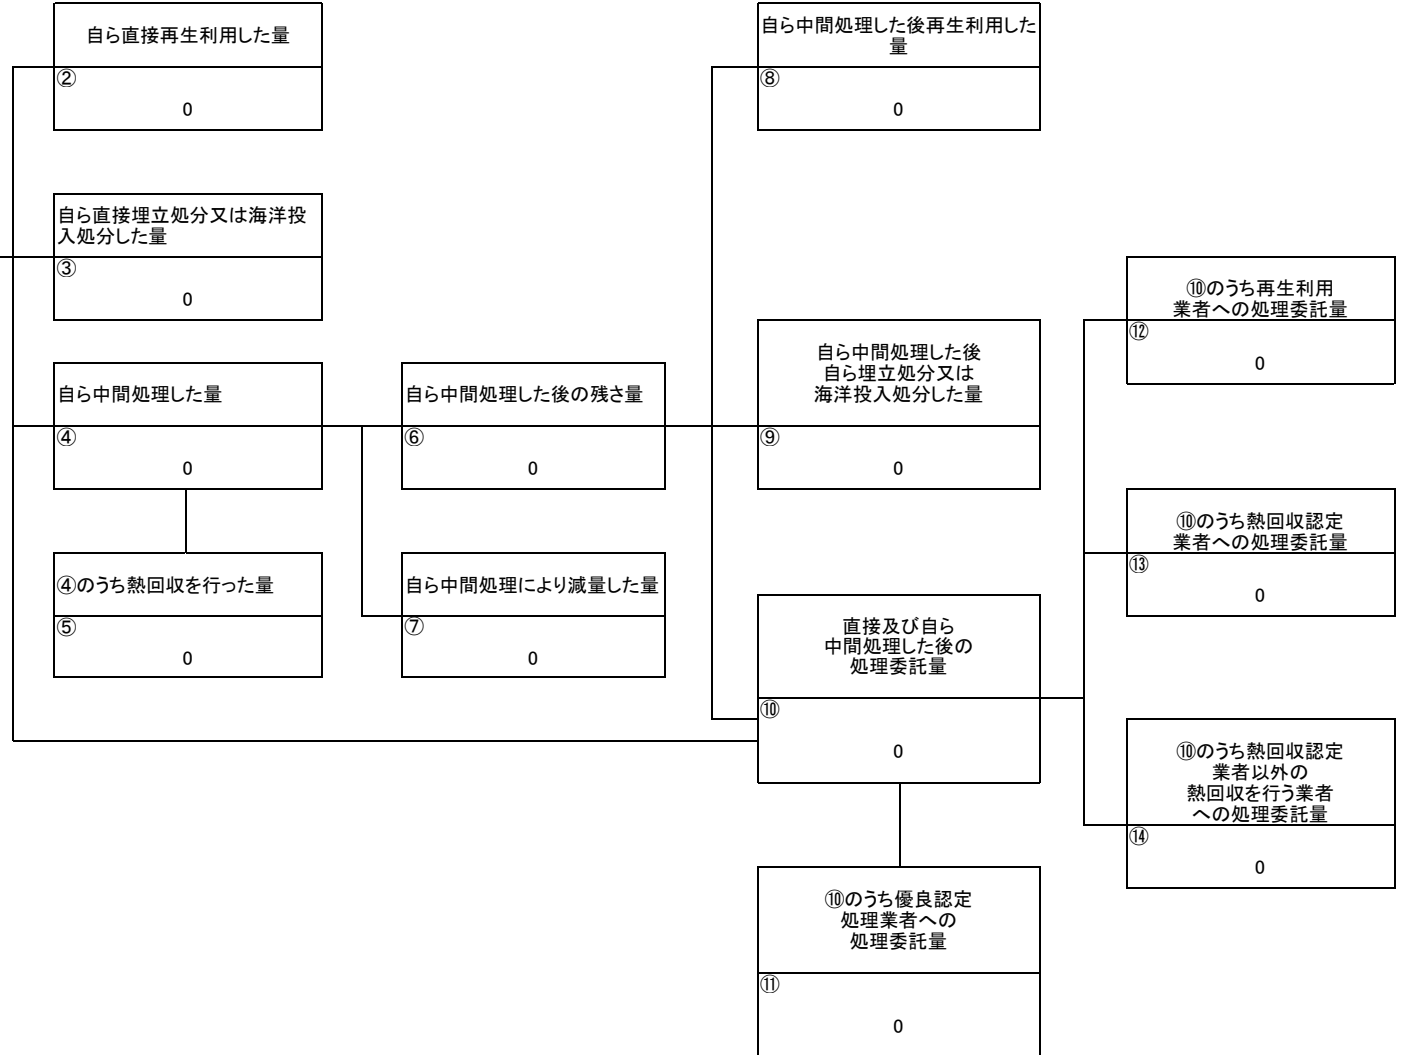 自ら直接再生利用した量
②
0
自ら直接埋立処分又は海洋投
入処分した量
③
0
自ら中間処理した量
④
0
④のうち熱回収を行った量
⑤
0
自ら中間処理した後の残さ量
⑥
0
自ら中間処理により減量した量
⑦
0
自ら中間処理した後再生利用した
量
⑧
0
自ら中間処理した後
自ら埋立処分又は
海洋投入処分した量
⑨
0
直接及び自ら
中間処理した後の
処理委託量
⑩
0
⑩のうち優良認定
処理業者への
処理委託量
⑪
0
⑩のうち再生利用
業者への処理委託量
⑫
0
⑩のうち熱回収認定
業者への処理委託量
⑬
0
⑩のうち熱回収認定
業者以外の
熱回収を行う業者
への処理委託量
⑭
0